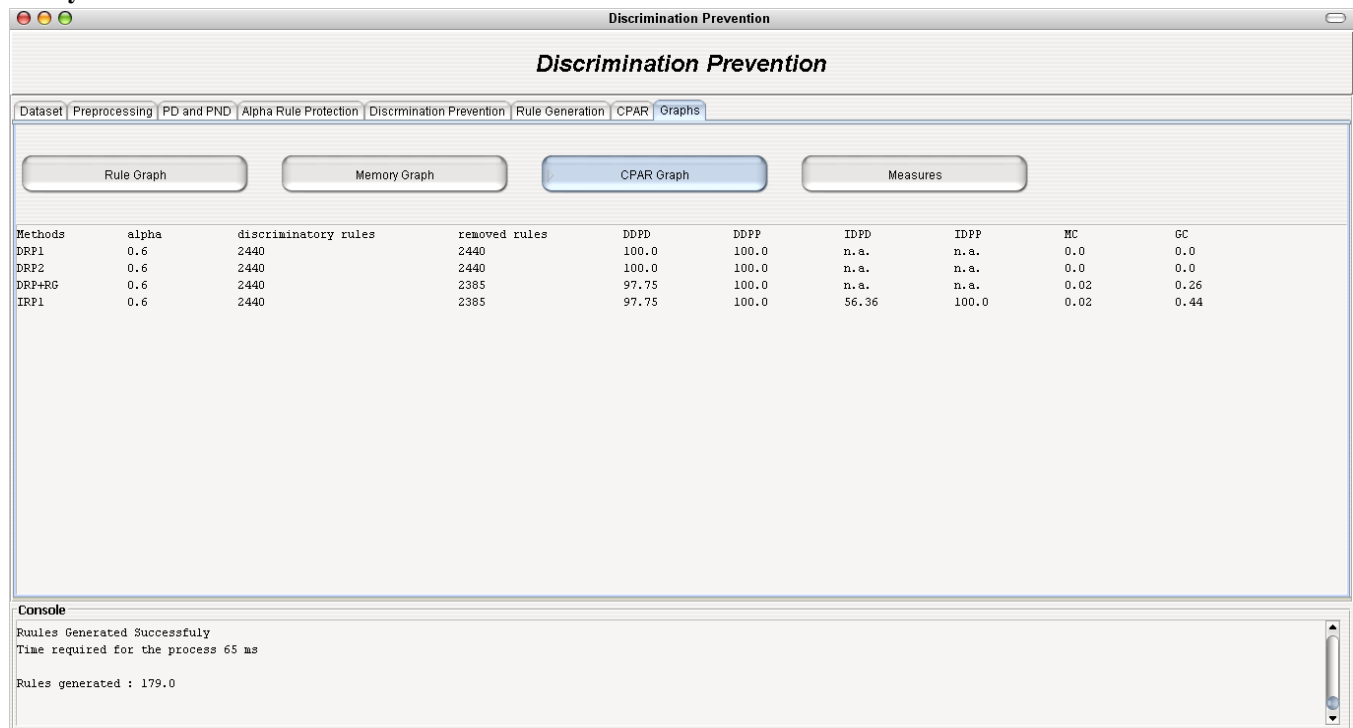 Discrimination Prevention
Discrimination Prevention
Dataset Preprocessing PD and PND Alpha Rule Protection Discrmination Prevention Rule Generation CPAR Graphs
Rule Graph Memory Graph CPAR Graph Measures
Methods alpha discriminatory rules removed rules DDPD DDPP IDPD IDPP MC GC
DRP1 0.6 2440 2440 100.0 100.0 n.a. n.a. 0.0 0.0
DRP2 0.6 2440 2440 100.0 100.0 n.a. n.a. 0.0 0.0
DRP+RG 0.6 2440 2385 97.75 100.0 n.a. n.a. 0.02 0.26
IRP1 0.6 2440 2385 97.75 100.0 56.36 100.0 0.02 0.44
Console
Ruules Generated Successfuly
Time required for the process 65 ms
Rules generated : 179.0